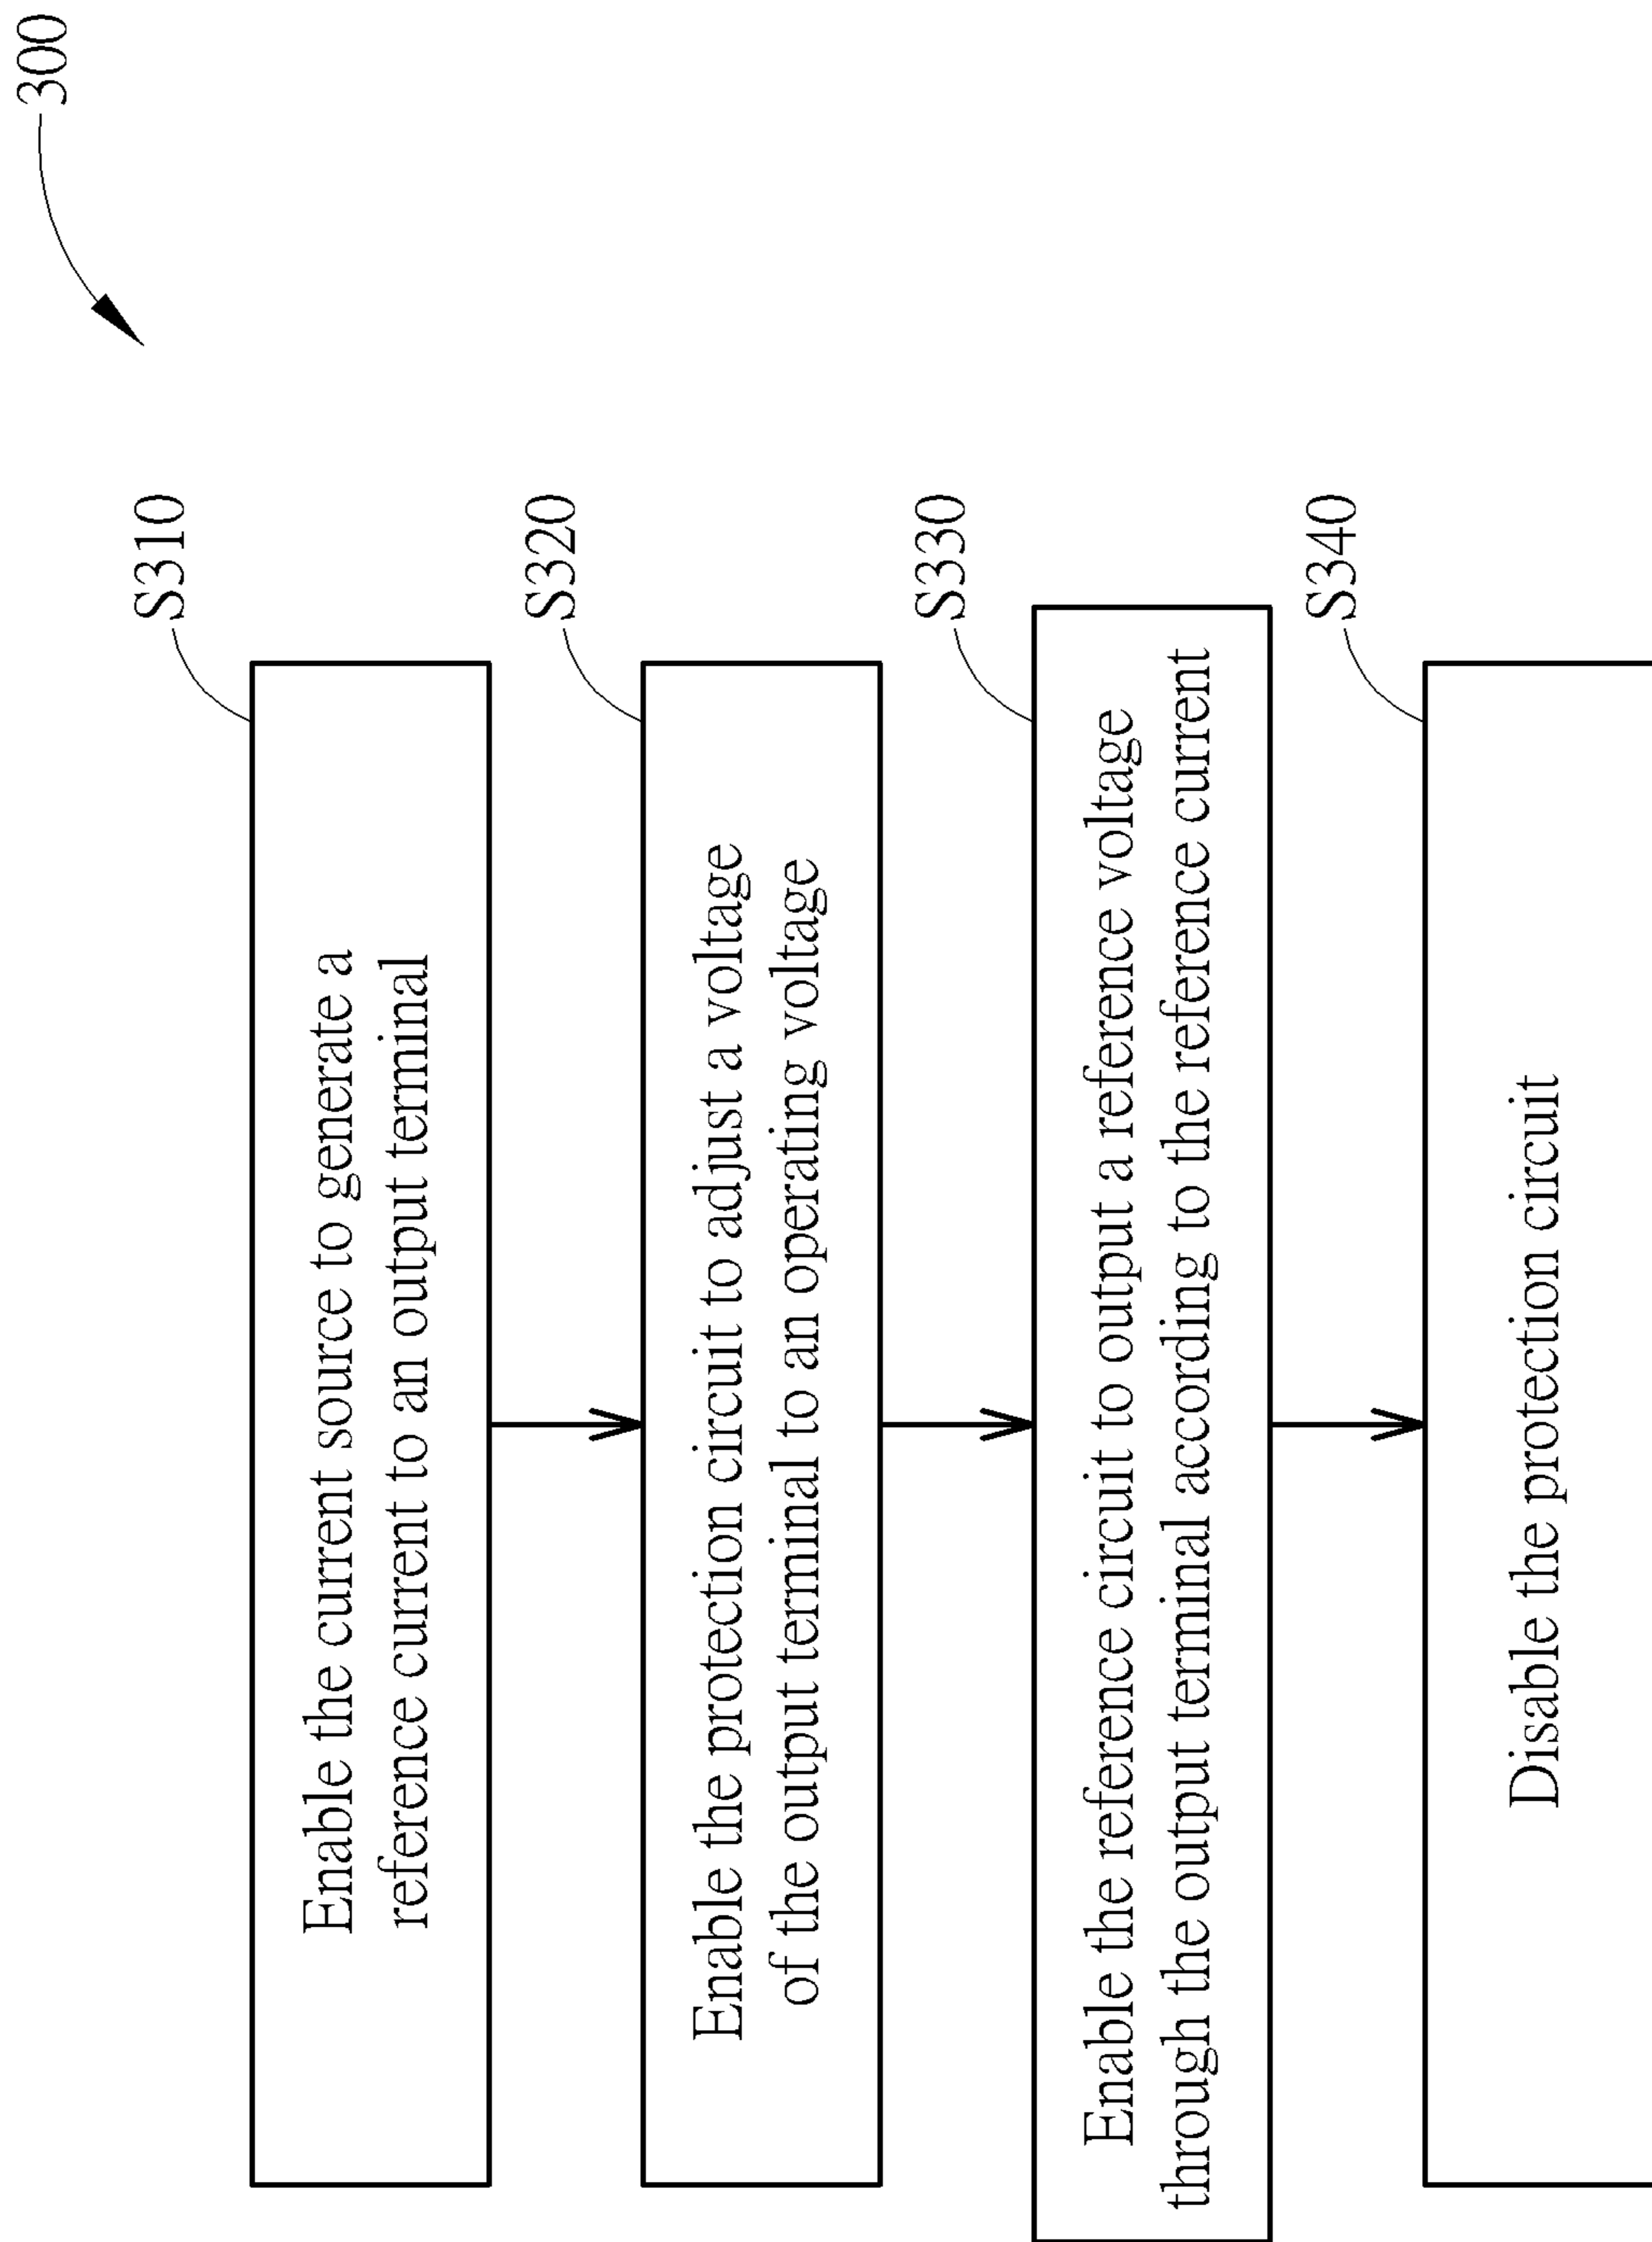 300
S310
Enable the current source to generate a
reference current to an output terminal
S320
Enable the protection circuit to adjust a voltage
of the output terminal to an operating voltage
S330
Enable the reference circuit to output a reference voltage
through the output terminal according to the reference current
S340
Disable the protection circuit